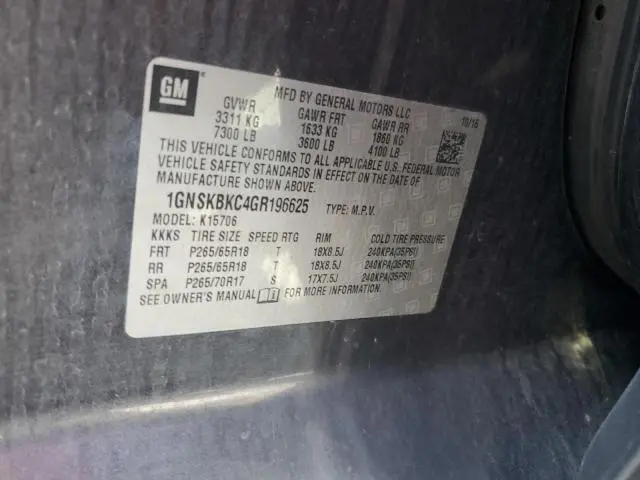 GM
MFD BY GENERAL MOTORS LLC
10/15
GVWR GAWR FRT GAWR RR
3311 KG 1633 KG 1860 KG
7300 LB 3600 LB 4100 LB
THIS VEHICLE CONFORMS TO ALL APPLICABLE U.S. FEDERAL MOTOR
VEHICLE SAFETY STANDARDS IN EFFECT ON THE DATE OF
MANUFACTURE SHOWN ABOVE.
1GNSKBKC4GR196625 TYPE: M.P.V.
MODEL: K15706
KKKS TIRE SIZE SPEED RTG RIM COLD TIRE PRESSURE
FRT P265/65R18 T 18X8.5J 240KPA(35PSI)
RR P265/65R18 T 18X8.5J 240KPA(35PSI)
SPA P265/70R17 S 17X7.5J 240KPA(35PSI)
SEE OWNER'S MANUAL FOR MORE INFORMATION.